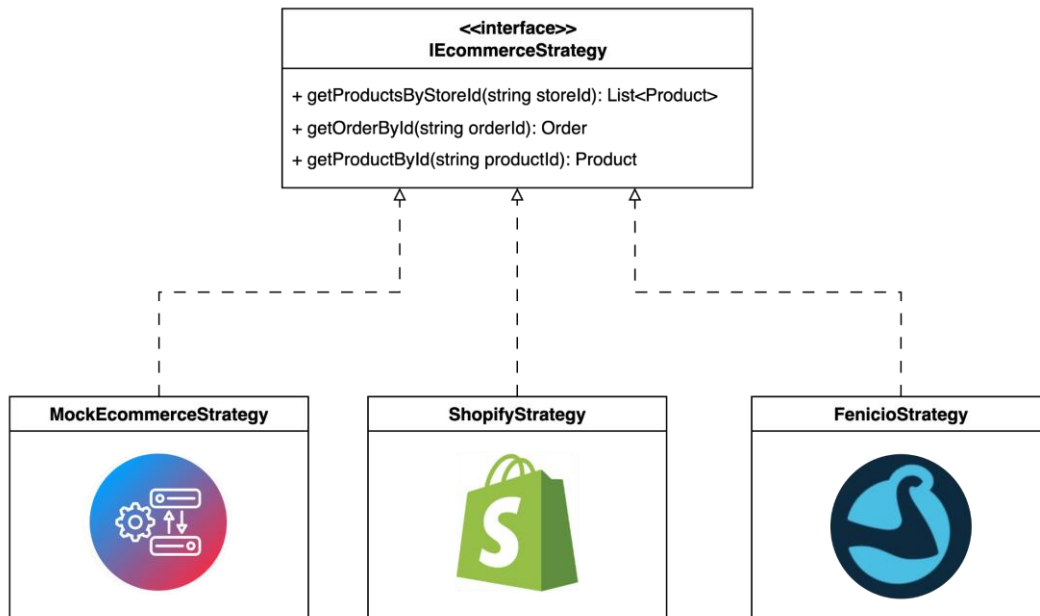 <<interface>>
IEcommerceStrategy
+ getProductsByStoreId(string storeId): List<Product>
+ getOrderById(string orderId): Order
+ getProductById(string productId): Product
MockEcommerceStrategy
ShopifyStrategy
FenicioStrategy
S